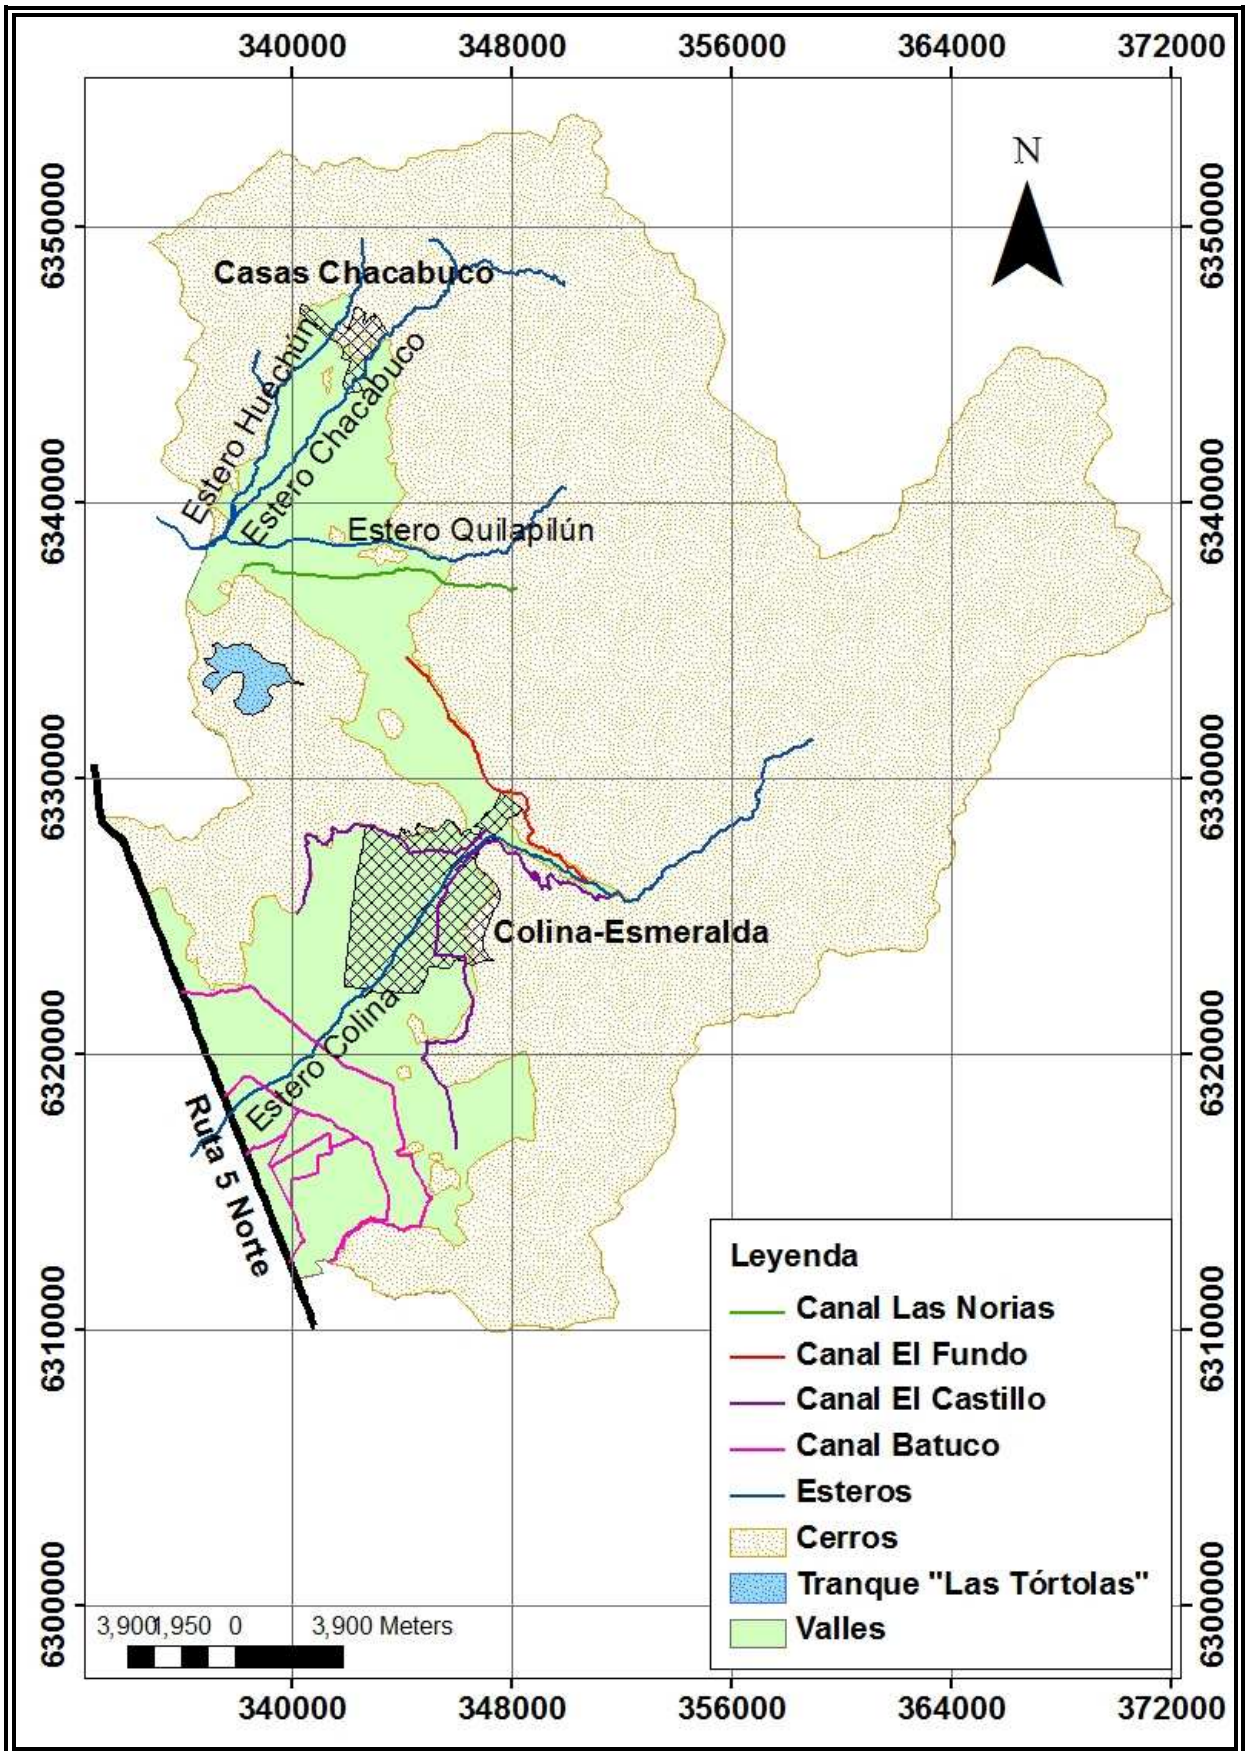 340000 348000 356000 364000 372000
N
6350000 6350000
Casas Chacabuco
Estero Huechún
Estero Chacabuco
6340000 6340000
Estero Quilapilún
6330000 6330000
Colina-Esmeralda
Estero Colina
6320000 6320000
Ruta 5 Norte
Leyenda
Canal Las Norias
6310000 6310000
Canal El Fundo
Canal El Castillo
Canal Batuco
Esteros
Cerros
Tranque "Las Tórtolas"
6300000 6300000
Valles
3,900 1,950 0 3,900 Meters
340000 348000 356000 364000 372000